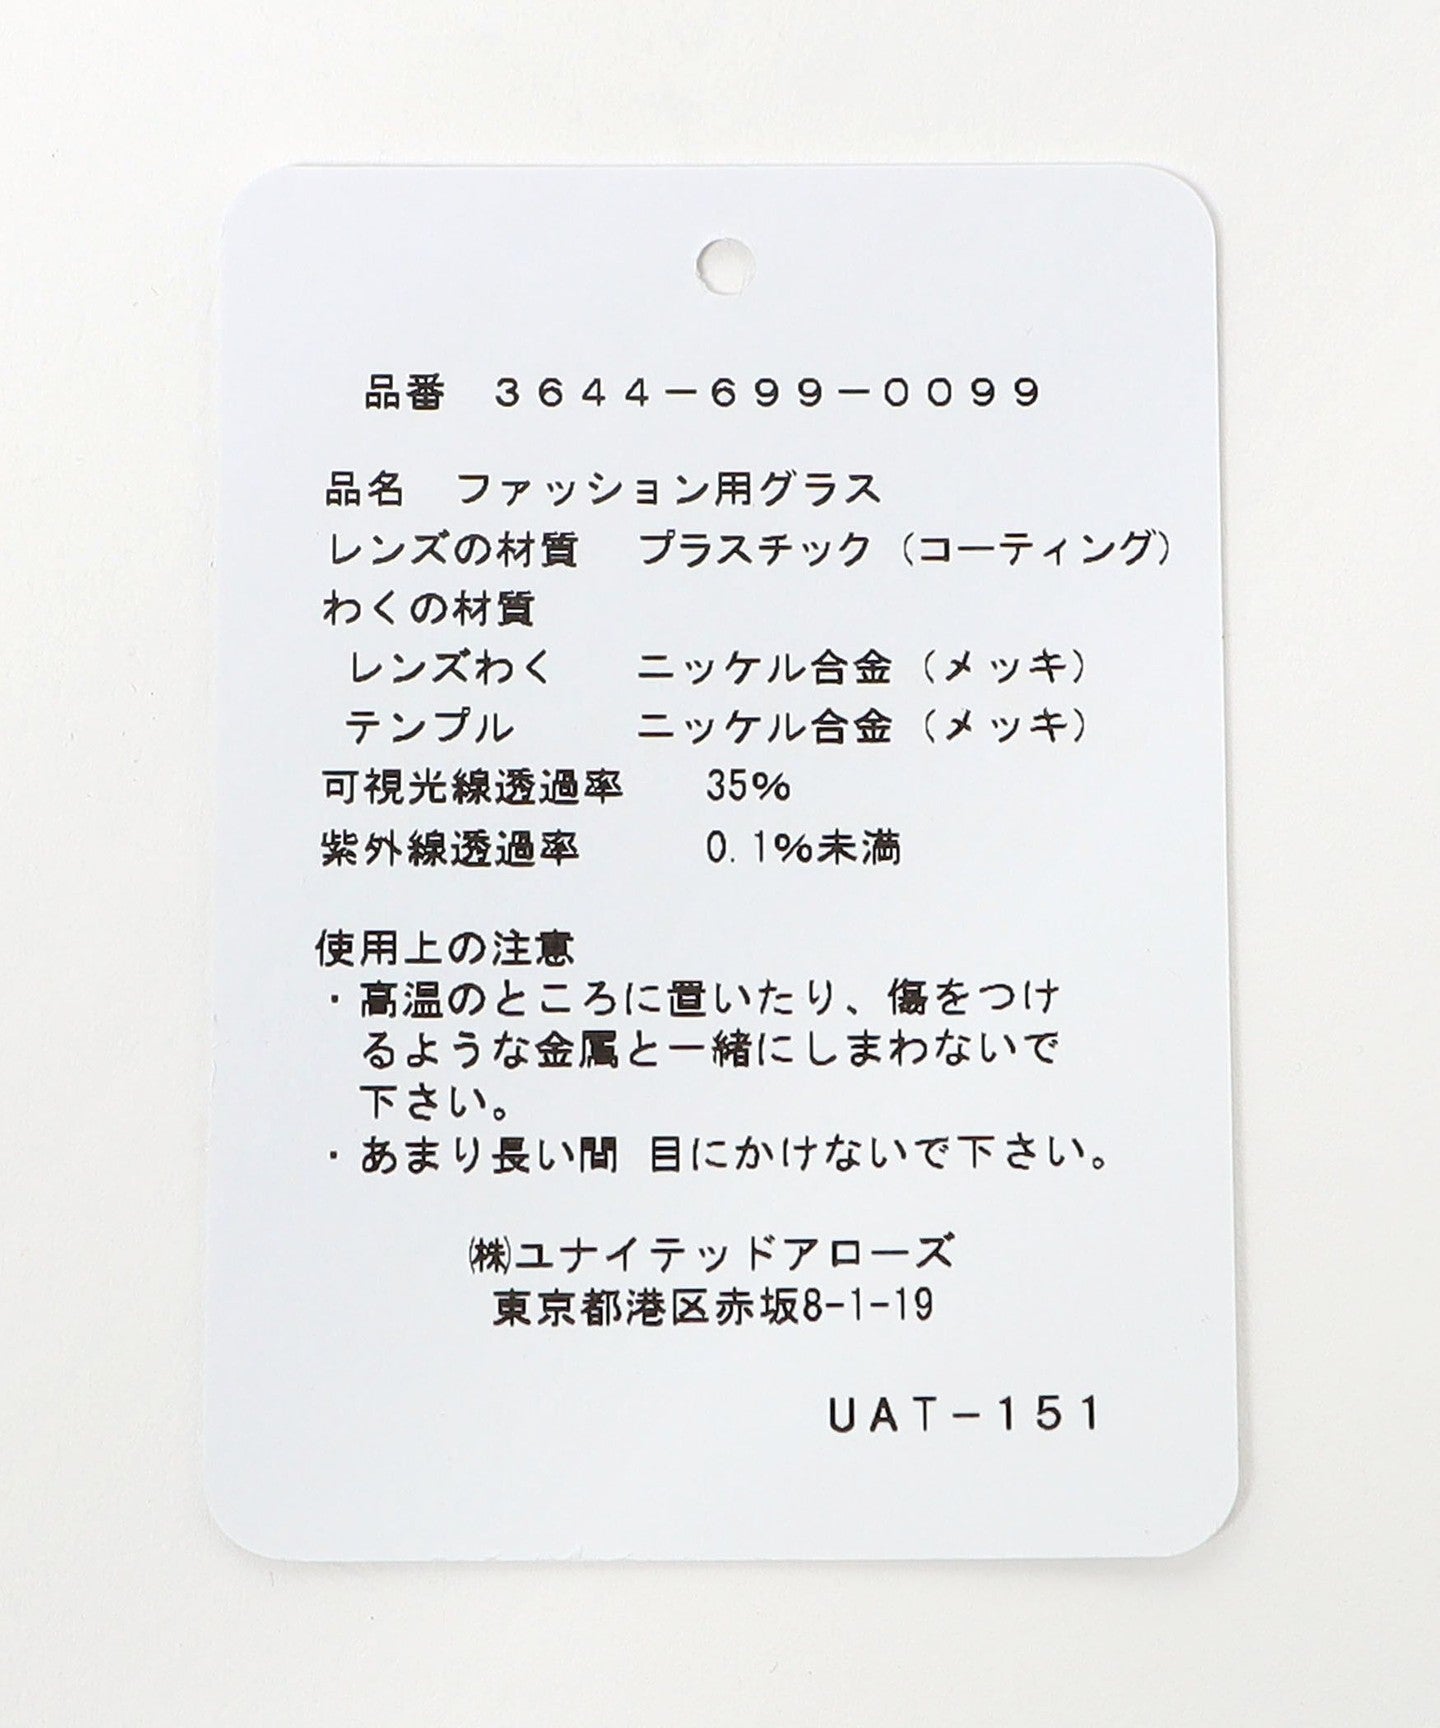 品番　３６４４－６９９－００９９
品名　ファッション用グラス
レンズの材質　プラスチック（コーティング）
わくの材質
レンズわく　ニッケル合金（メッキ）
テンプル　ニッケル合金（メッキ）
可視光線透過率　35%
紫外線透過率　0.1%未満
使用上の注意
・高温のところに置いたり、傷をつけ
るような金属と一緒にしまわないで
下さい。
・あまり長い間 目にかけないで下さい。
㈱ユナイテッドアローズ
東京都港区赤坂8-1-19
ＵＡＴ－１５１